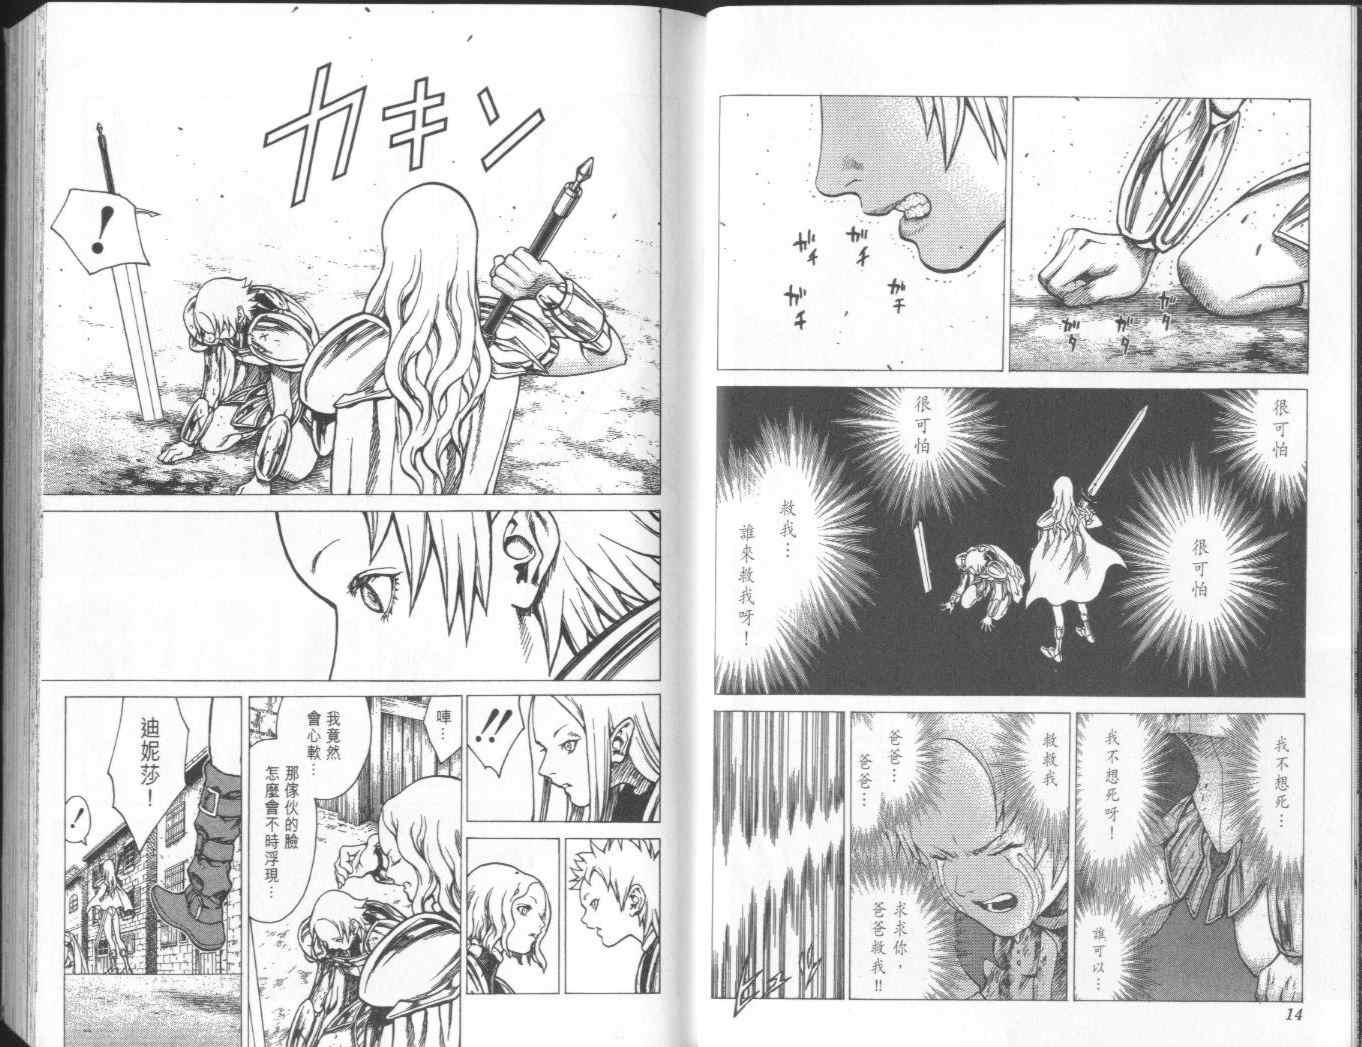 ガチ
ガチ
ガチ
ガチ
ガタ
ガタ
ガタ
很可怕
很可怕
很可怕
救我…
誰來救我呀！
我不想死…
我不想死呀！
誰可以…
救救我
爸爸…
爸爸…
求求你，
爸爸救我!!
14
カキン
！
!!
唓…
我竟然
會心軟…
那傢伙的臉
怎麼會不時浮現…
迪妮莎！
！